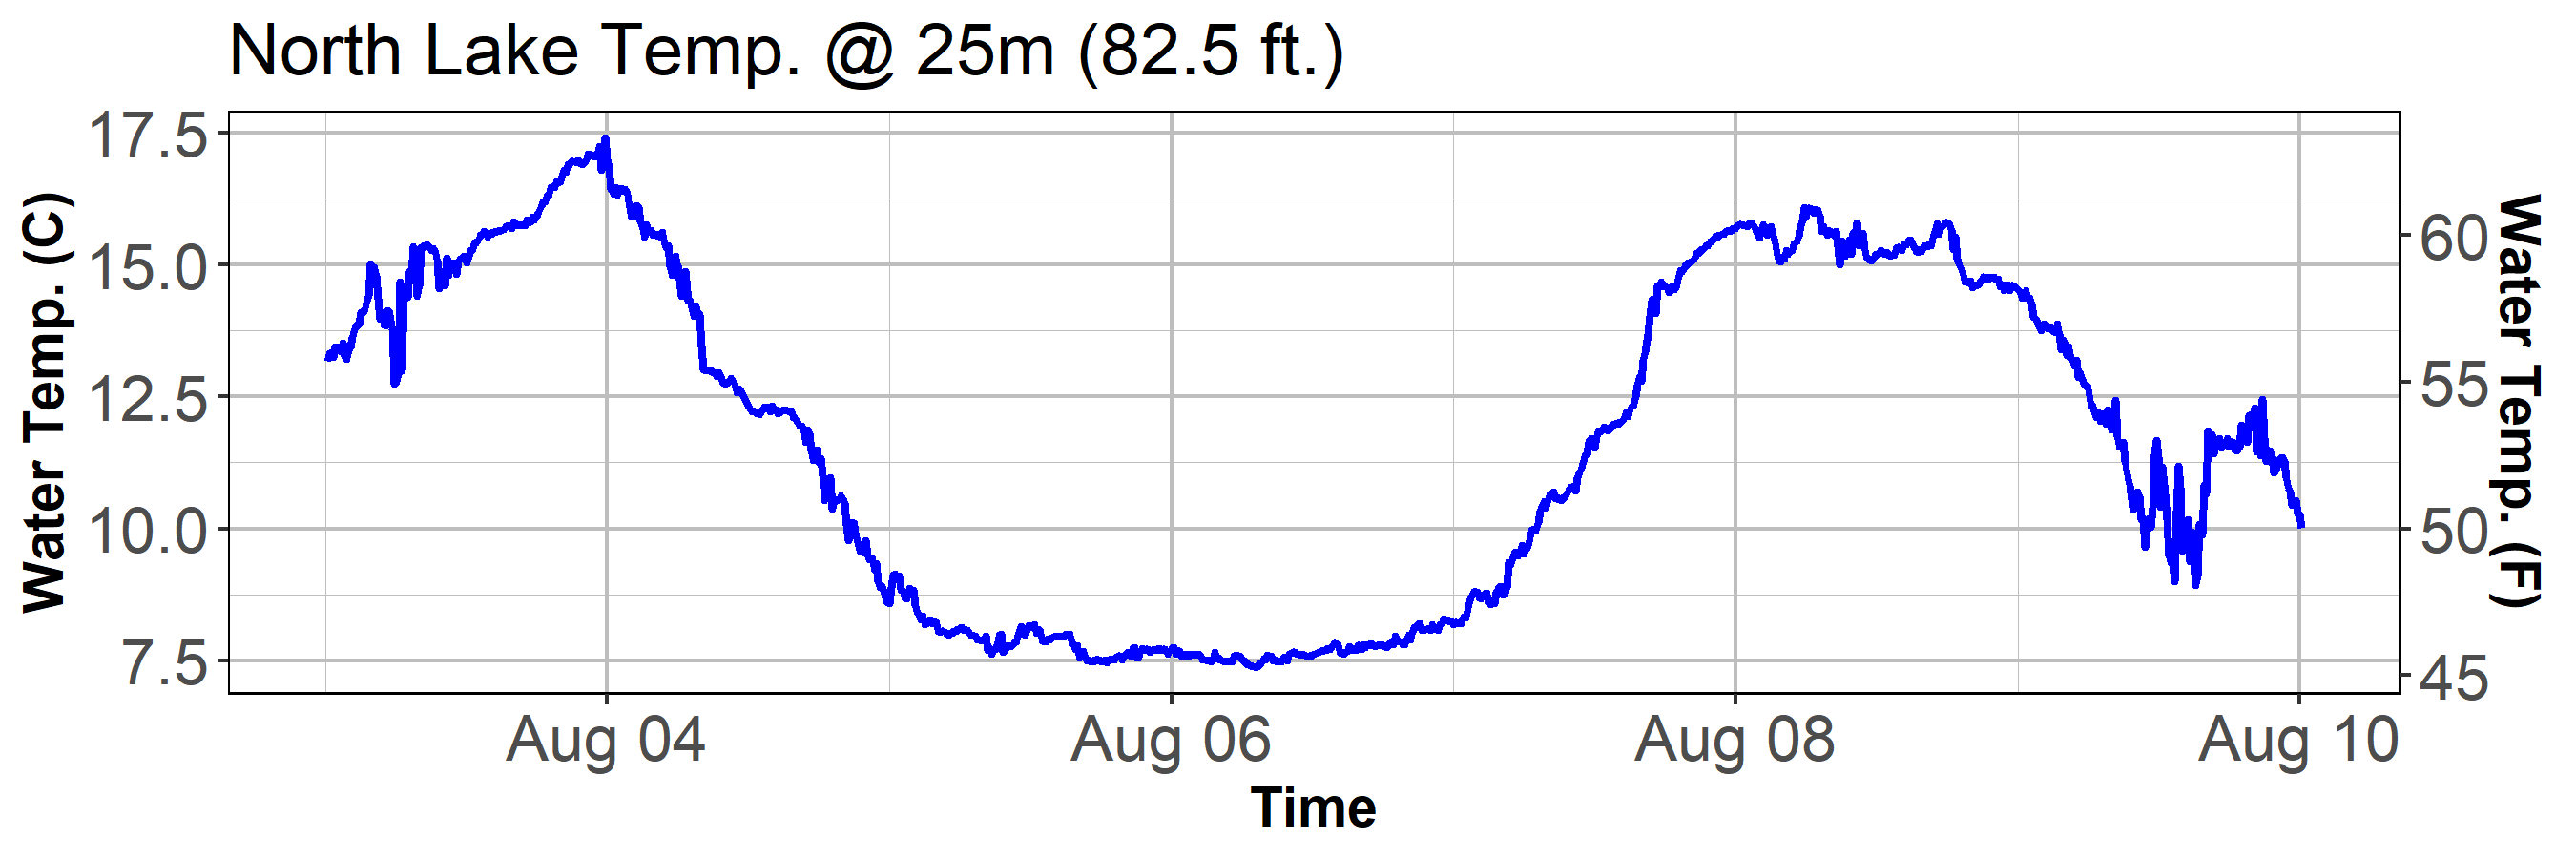 North Lake Temp. @ 25m (82.5 ft.)
Water Temp. (C)
17.5
15.0
12.5
10.0
7.5
60
55
50
45
Water Temp. (F)
Aug 04
Aug 06
Aug 08
Aug 10
Time